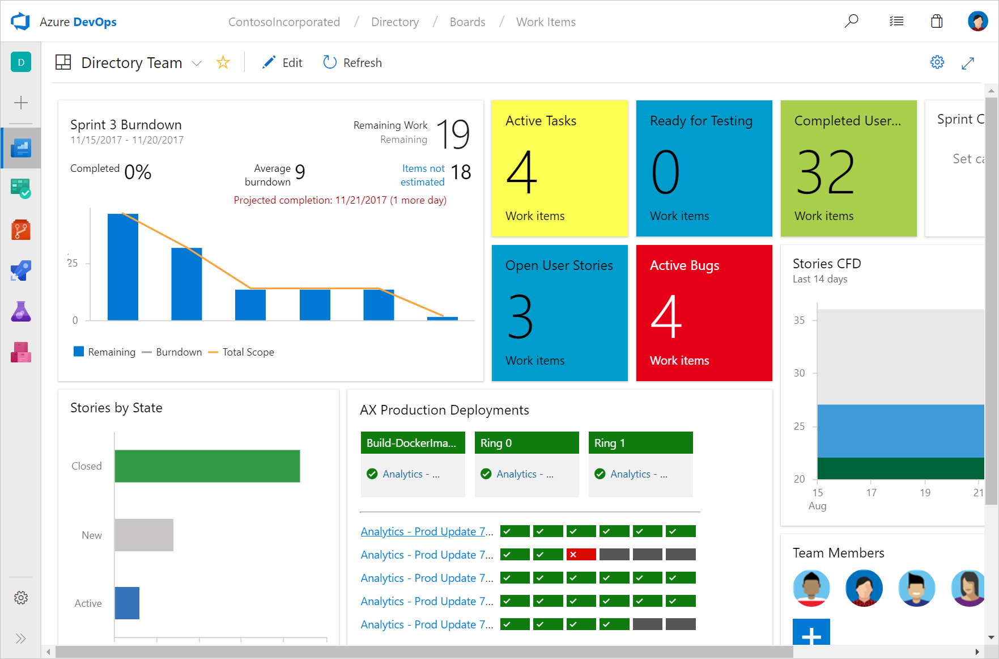 Azure DevOps
ContosoIncorporated / Directory / Boards / Work Items
D
Directory Team
Edit
Refresh
Sprint 3 Burndown
11/15/2017 - 11/20/2017
Remaining Work
Remaining
19
Completed 0%
Average
burndown
9
Items not
estimated
18
Projected completion: 11/21/2017 (1 more day)
25
0
Remaining
Burndown
Total Scope
Active Tasks
4
Work items
Ready for Testing
0
Work items
Completed User...
32
Work items
Sprint C
Set ca
Open User Stories
3
Work items
Active Bugs
4
Work items
Stories CFD
Last 14 days
35
30
25
20
15
17
19
21
Aug
Stories by State
Closed
New
Active
AX Production Deployments
Build-DockerIma...
Ring 0
Ring 1
Analytics - ...
Analytics - ...
Analytics - ...
Analytics - Prod Update 7...
Analytics - Prod Update 7...
Analytics - Prod Update 7...
Analytics - Prod Update 7...
Analytics - Prod Update 7...
Team Members